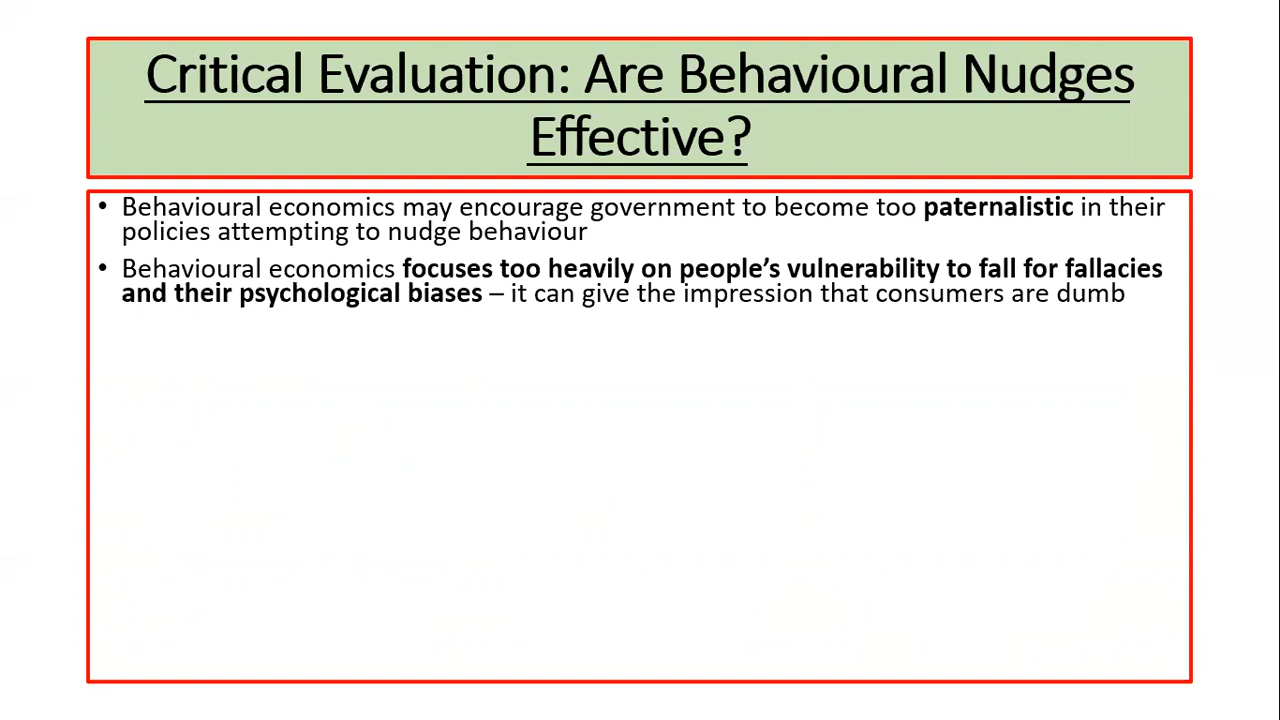 Critical Evaluation: Are Behavioural Nudges
Effective?
• Behavioural economics may encourage government to become too paternalistic in their
policies attempting to nudge behaviour
• Behavioural economics focuses too heavily on people’s vulnerability to fall for fallacies
and their psychological biases – it can give the impression that consumers are dumb